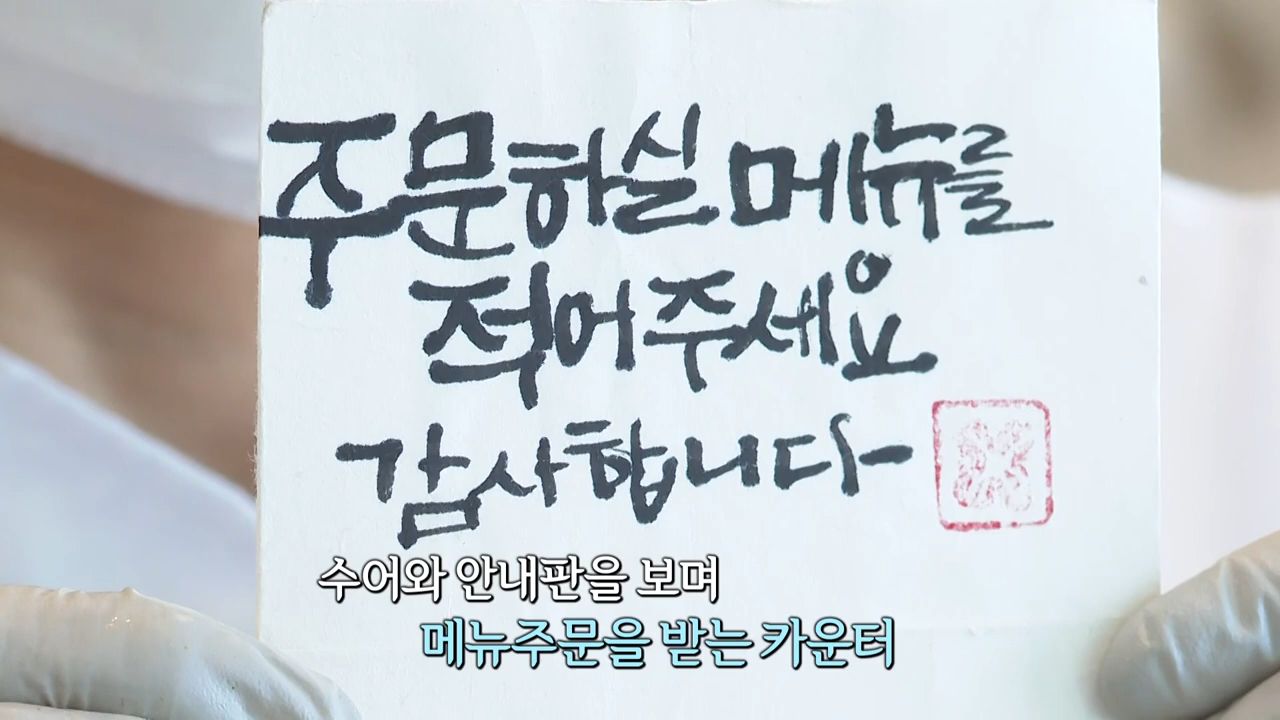 주문하실 메뉴를
적어주세요
감사합니다
수어와 안내판을 보며
메뉴주문을 받는 카운터